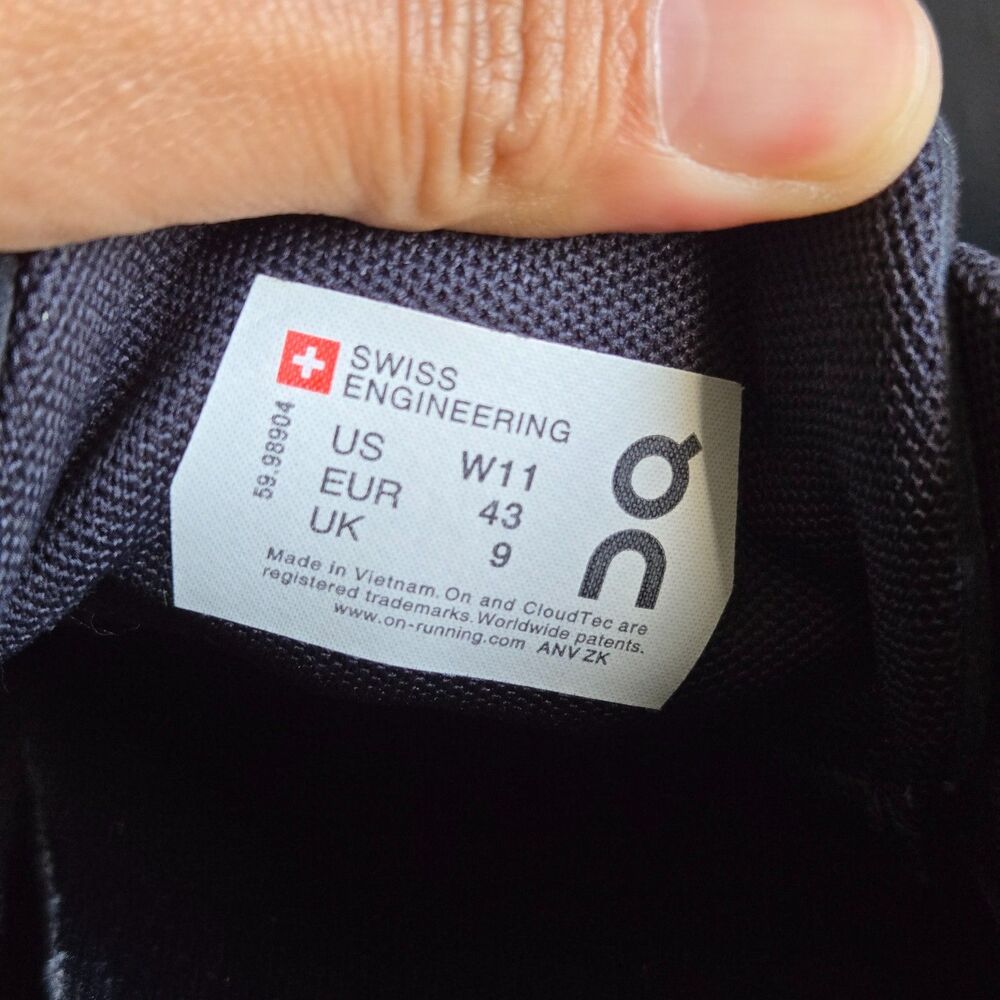 SWISS
ENGINEERING
59.98904
US W11
EUR 43
UK 9
on
Made in Vietnam. On and CloudTec are
registered trademarks. Worldwide patents.
www.on-running.com ANV ZK